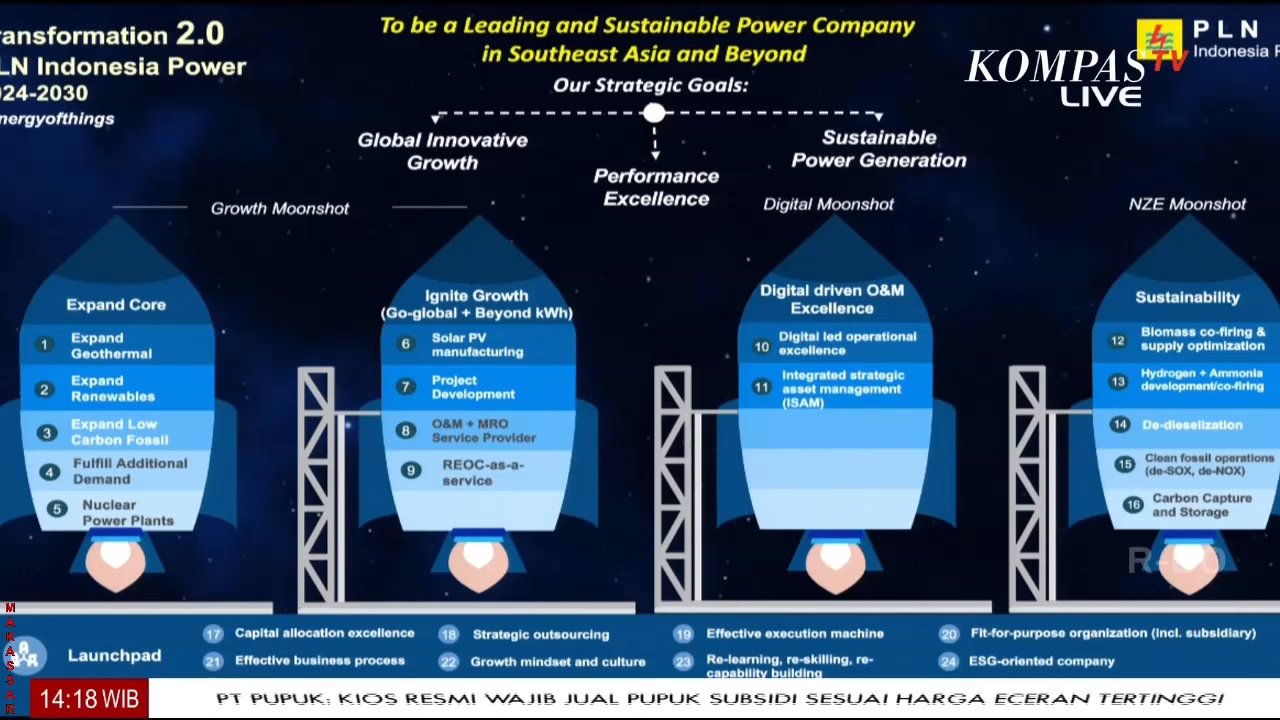 ransformation 2.0
LN Indonesia Power
024-2030
nergyofthings
To be a Leading and Sustainable Power Company
in Southeast Asia and Beyond
Our Strategic Goals:
Global Innovative
Growth
Performance
Excellence
Sustainable
Power Generation
PLN
Indonesia P
KOMPAS TV
LIVE
Growth Moonshot
Digital Moonshot
NZE Moonshot
Expand Core
1 Expand
Geothermal
2 Expand
Renewables
3 Expand Low
Carbon Fossil
4 Fulfill Additional
Demand
5 Nuclear
Power Plants
Ignite Growth
(Go-global + Beyond kWh)
6 Solar PV
manufacturing
7 Project
Development
8 O&M + MRO
Service Provider
9 REOC-as-a-
service
Digital driven O&M
Excellence
10 Digital led operational
excellence
11 Integrated strategic
asset management
(ISAM)
Sustainability
12 Biomass co-firing &
supply optimization
13 Hydrogen + Ammonia
development/co-firing
14 De-dieselization
15 Clean fossil operations
(de-SOX, de-NOX)
16 Carbon Capture
and Storage
Launchpad
17 Capital allocation excellence
18 Strategic outsourcing
19 Effective execution machine
20 Fit-for-purpose organization (incl. subsidiary)
21 Effective business process
22 Growth mindset and culture
23 Re-learning, re-skilling, re-
capability building
24 ESG-oriented company
MAKASSAR
14:18 WIB
PT PUPUK: KIOS RESMI WAJIB JUAL PUPUK SUBSIDI SESUAI HARGA ECERAN TERTINGGI